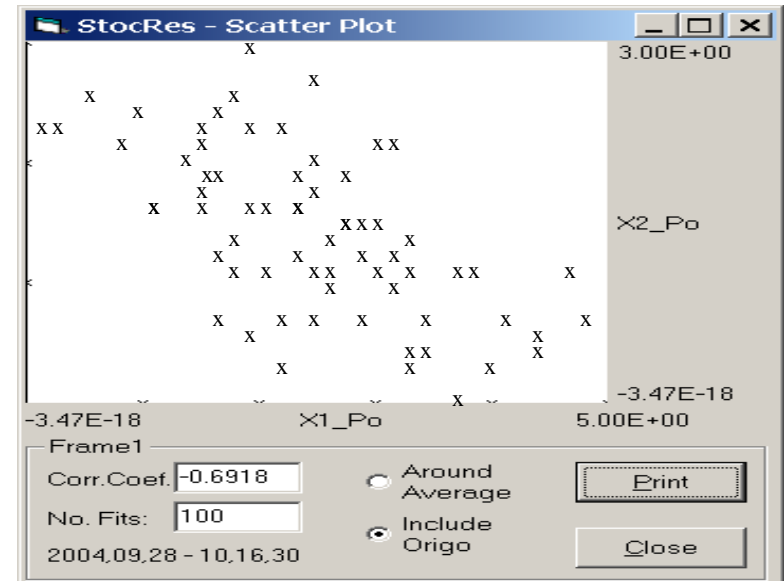 StocRes - Scatter Plot
3.00E+00
X2_Po
-3.47E-18
-3.47E-18 X1_Po 5.00E+00
Frame1
Corr.Coef. -0.6918
No. Fits: 100
2004,09,28 - 10,16,30
Around
Average
Include
Origo
Print
Close